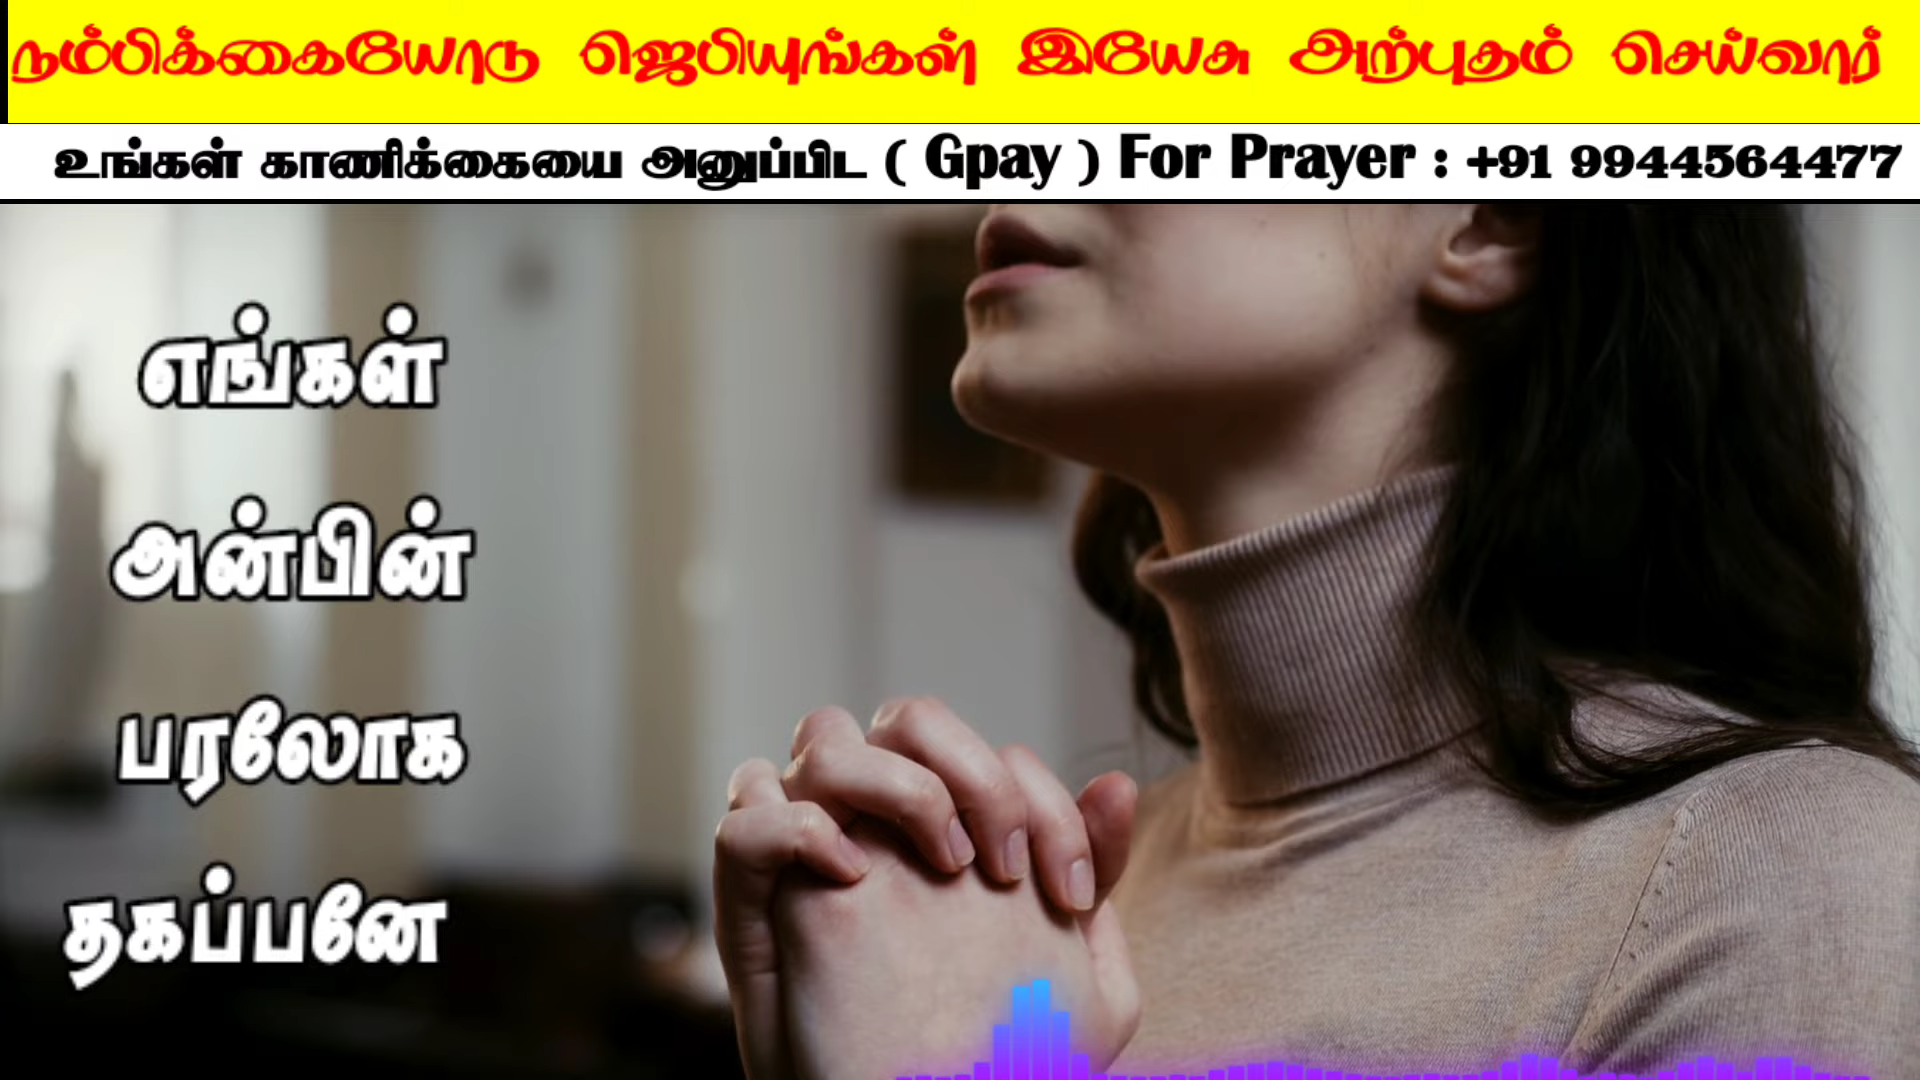 நம்பிக்கையோடு ஜெபியுங்கள் இயேசு அற்புதம் செய்வார்
உங்கள் காணிக்கையை அனுப்பிட ( Gpay ) For Prayer : +91 9944564477
எங்கள்
அன்பின்
பரலோக
தகப்பனே